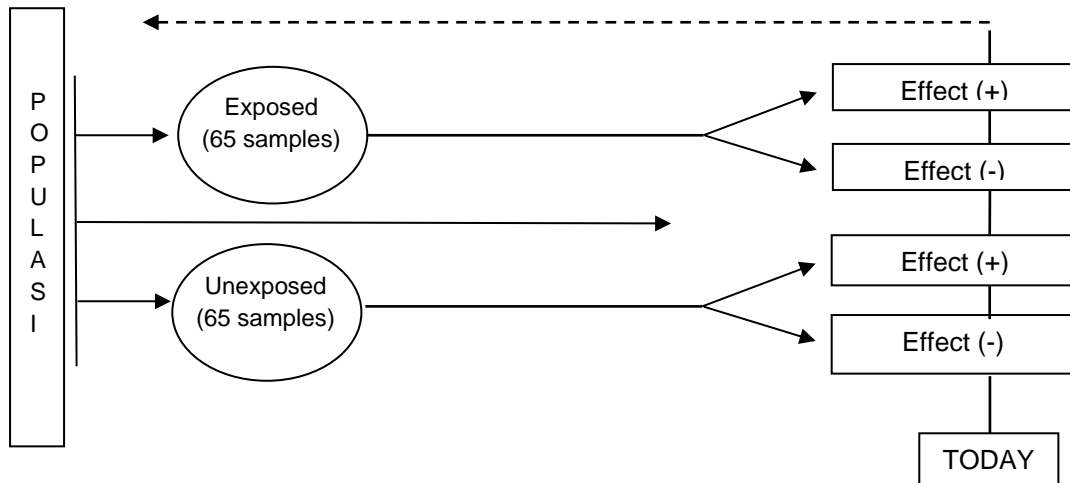 P
O
P
U
L
A
S
I
Exposed
(65 samples)
Unexposed
(65 samples)
Effect (+)
Effect (-)
Effect (+)
Effect (-)
TODAY